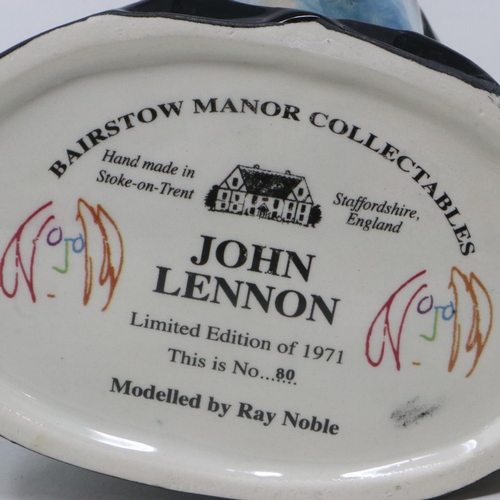 BAIRSTOW MANOR COLLECTABLES
Hand made in
Stoke-on-Trent
Staffordshire,
England
JOHN
LENNON
Limited Edition of 1971
This is No...80....
Modelled by Ray Noble